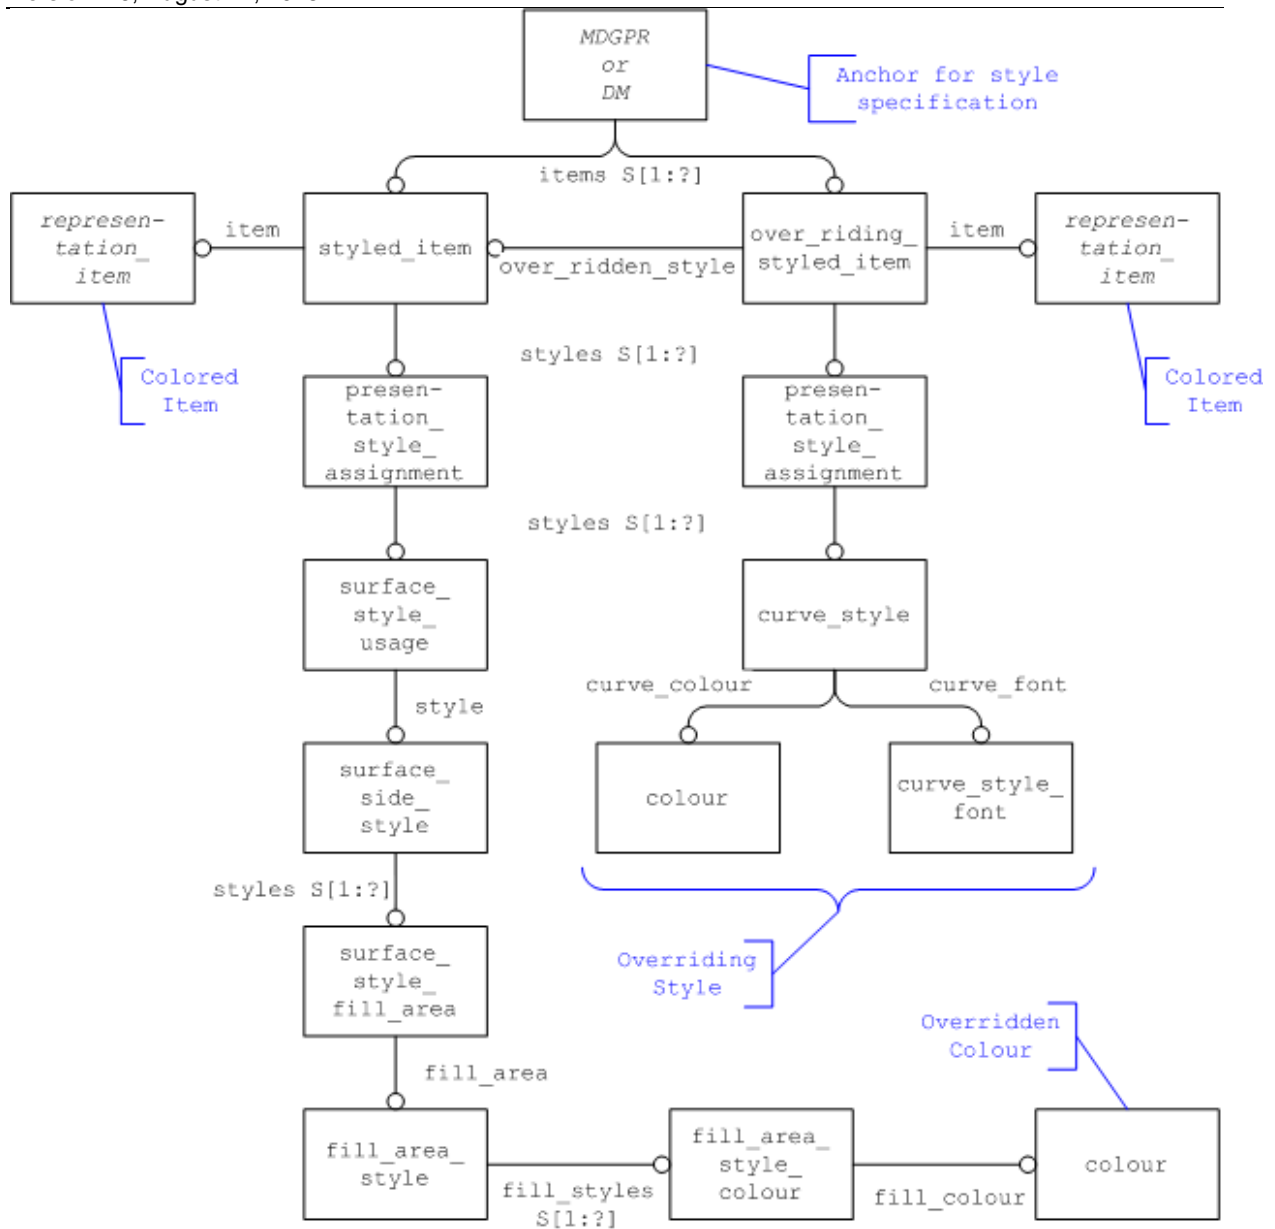 MDGPR
or
DM
Anchor for style
specification
items S[1:?]
represen-
tation_
item
item
styled_item
over_ridden_style
over_riding_
styled_item
item
represen-
tation_
item
Colored
Item
styles S[1:?]
Colored
Item
presen-
tation_
style_
assignment
presen-
tation_
style_
assignment
styles S[1:?]
surface_
style_
usage
curve_style
style
curve_colour
curve_font
surface_
side_
style
colour
curve_style_
font
styles S[1:?]
surface_
style_
fill_area
Overriding
Style
Overridden
Colour
fill_area
fill_area_
style
fill_styles
S[1:?]
fill_area_
style_
colour
fill_colour
colour